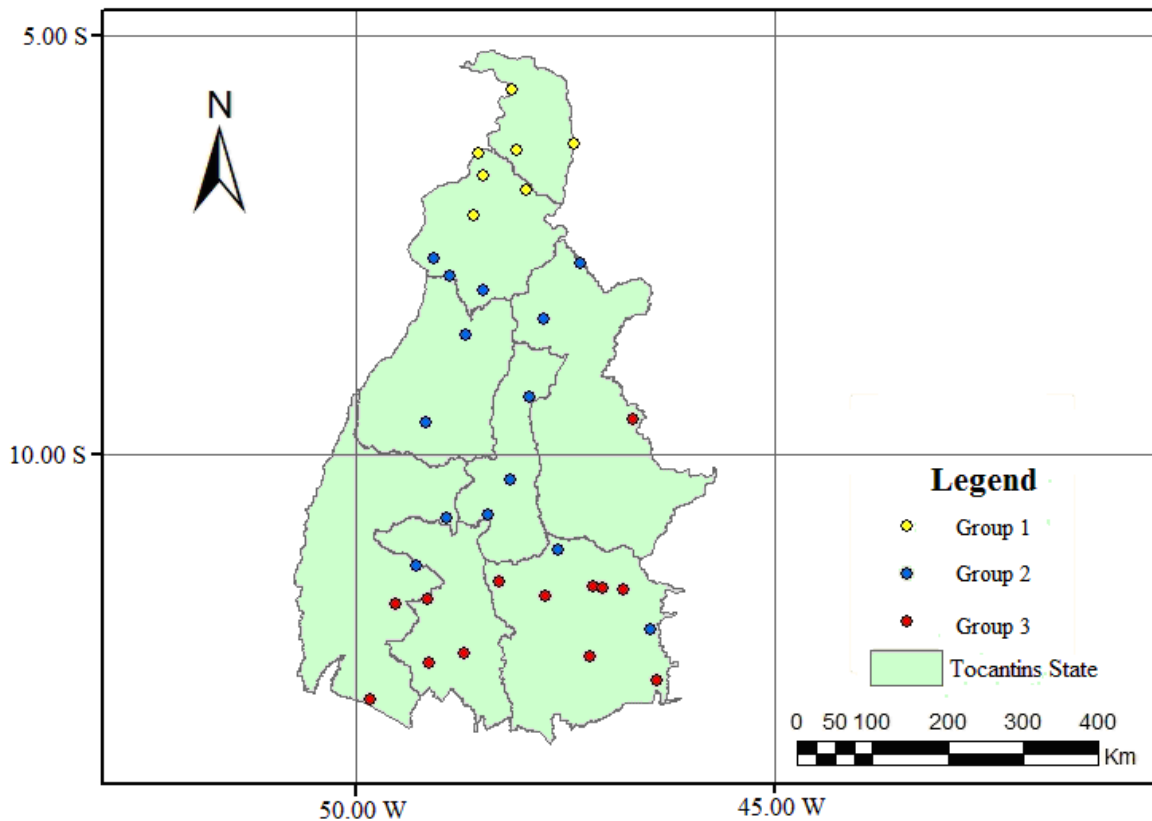 5.00 S
N
10.00 S
Legend
Group 1
Group 2
Group 3
Tocantins State
0 50 100 200 300 400
Km
50.00 W
45.00 W